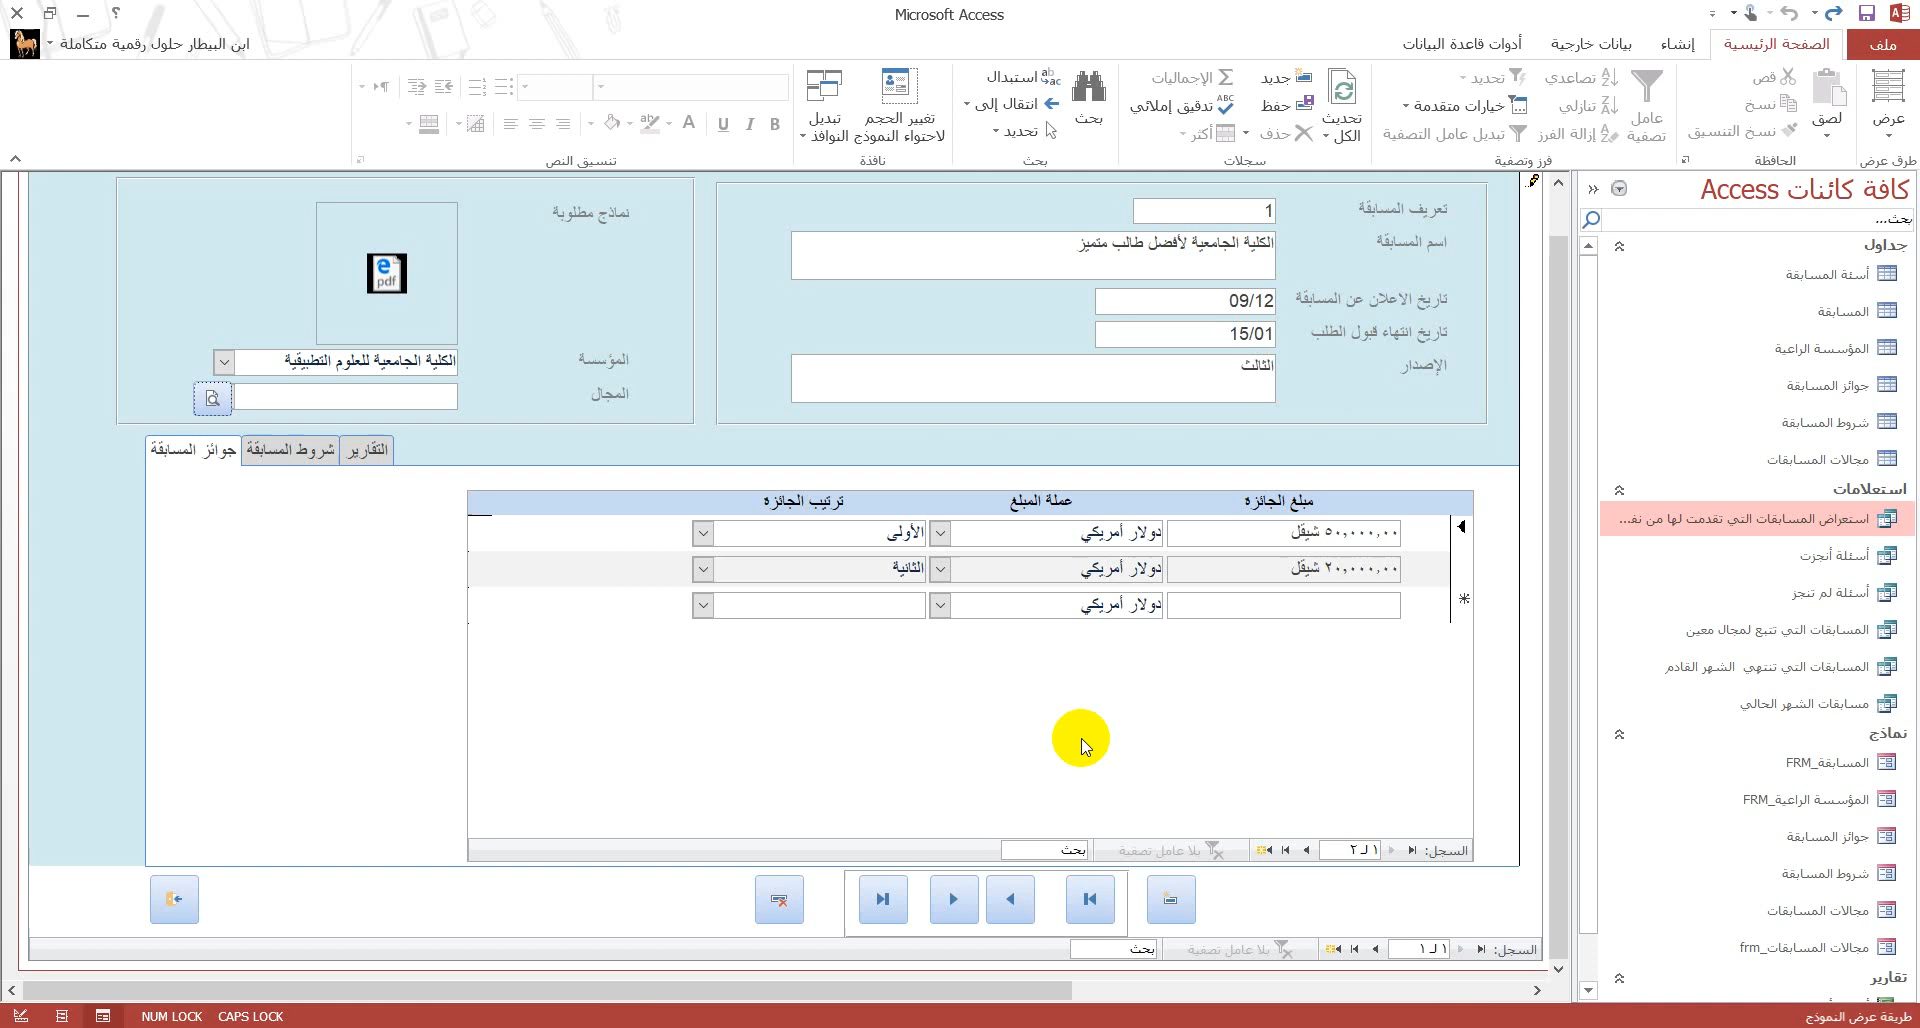 Microsoft Access
ابن البيطار حلول رقمية متكاملة
ملف
الصفحة الرئيسية
إنشاء
بيانات خارجية
أدوات قاعدة البيانات
عرض
طرق عرض
لصق
قص
نسخ
نسخ التنسيق
الحافظة
عامل
تصفية
تصاعدي
تنازلي
إزالة الفرز
تحديد
خيارات متقدمة
تبديل عامل التصفية
فرز وتصفية
تحديث
الكل
جديد
حفظ
حذف
الإجماليات
تدقيق إملائي
أكثر
سجلات
بحث
استبدال
انتقال إلى
تحديد
بحث
تغيير الحجم
لاحتواء النموذج
تبديل
النوافذ
نافذة
B I U A
تنسيق النص
كافة كائنات Access
بحث...
جداول
أسئة المسابقة
المسابقة
المؤسسة الراعية
جوائز المسابقة
شروط المسابقة
مجالات المسابقات
استعلامات
استعراض المسابقات التي تقدمت لها من نفـ...
أسئلة أنجزت
أسئلة لم تنجز
المسابقات التي تتبع لمجال معين
المسابقات التي تنتهي الشهر القادم
مسابقات الشهر الحالي
نماذج
المسابقة_FRM
المؤسسة الراعية_FRM
جوائز المسابقة
شروط المسابقة
مجالات المسابقات
مجالات المسابقات_frm
تقارير
تعريف المسابقة 1
اسم المسابقة الكلية الجامعية لأفضل طالب متميز
تاريخ الاعلان عن المسابقة 09/12
تاريخ انتهاء قبول الطلب 15/01
الإصدار الثالث
نماذج مطلوبة
pdf
المؤسسة الكلية الجامعية للعلوم التطبيقية
المجال
جوائز المسابقة شروط المسابقة التقارير
مبلغ الجائزة عملة المبلغ ترتيب الجائزة
٥٠,٠٠٠,٠٠ شيقل دولار أمريكي الأولى
٢٠,٠٠٠,٠٠ شيقل دولار أمريكي الثانية
دولار أمريكي
السجل: ١ لـ ٢ بلا عامل تصفية بحث
السجل: ١ لـ ١ بلا عامل تصفية بحث
طريقة عرض النموذج
NUM LOCK CAPS LOCK